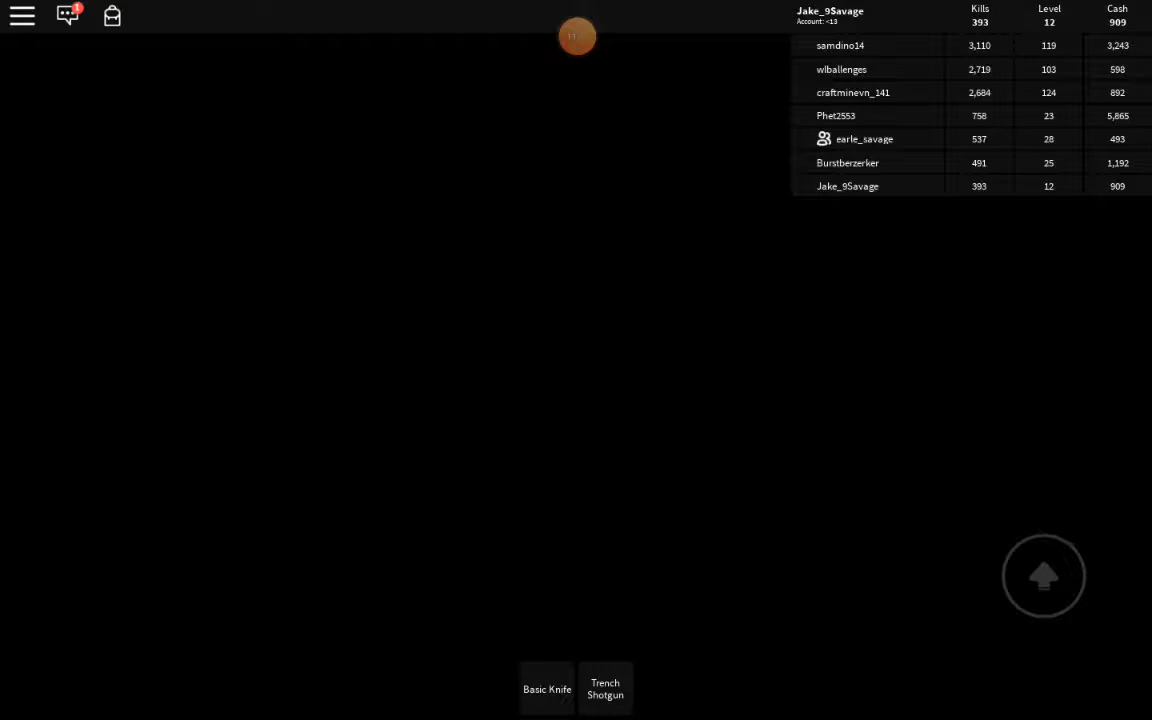 1
Jake_9Savage Kills Level Cash
Account: <13 393 12 909
samdino14 3,110 119 3,243
wlballenges 2,719 103 598
craftminevn_141 2,684 124 892
Phet2553 758 23 5,865
earle_savage 537 28 493
Burstberzerker 491 25 1,192
Jake_9Savage 393 12 909
Basic Knife
Trench
Shotgun